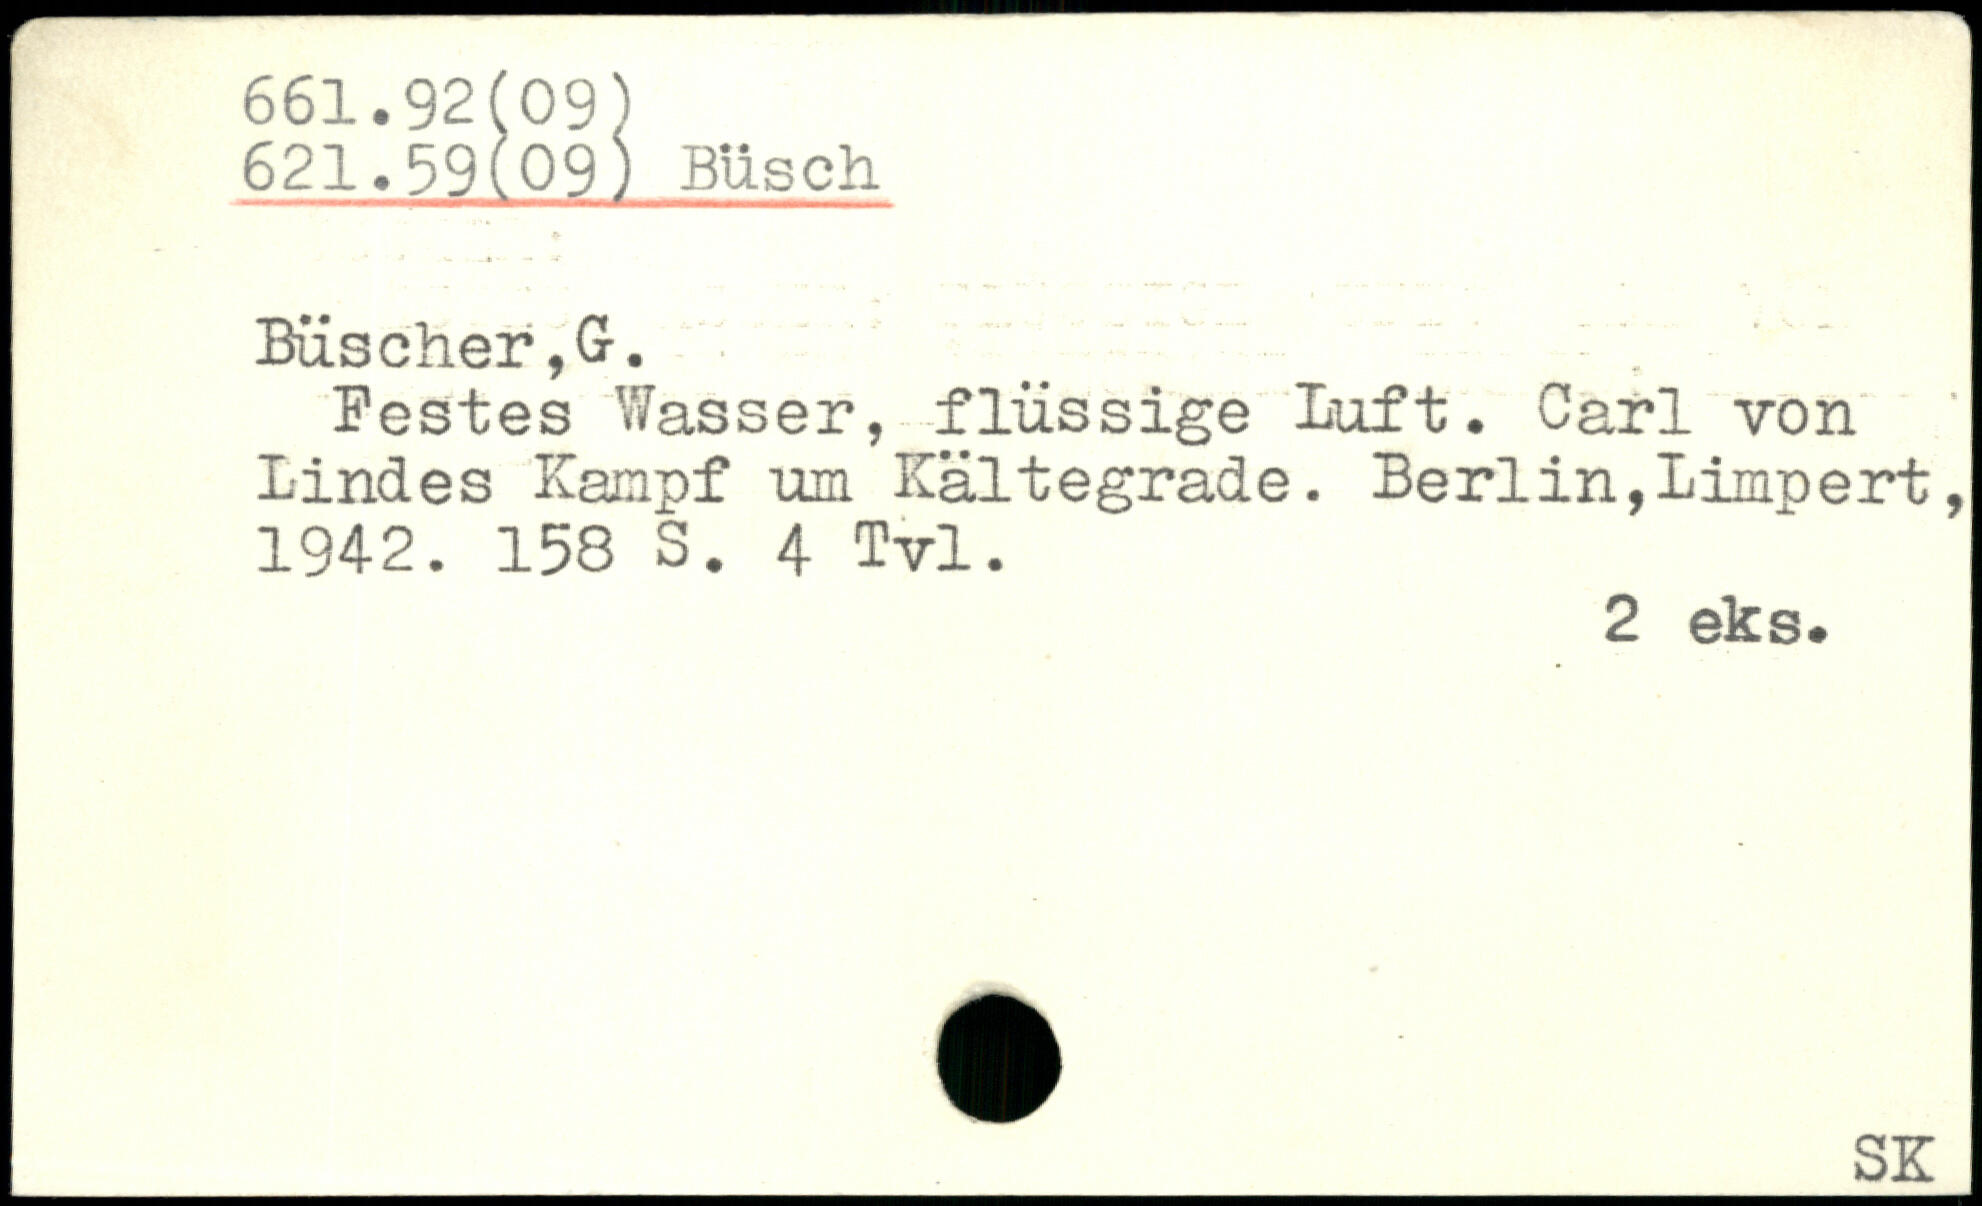 661.92(09)
621.59(09) Büsch
Büscher,G.
Festes Wasser, flüssige Luft. Carl von
Lindes Kampf um Kältegrade. Berlin,Limpert,
1942. 158 S. 4 Tvl.
2 eks.
SK